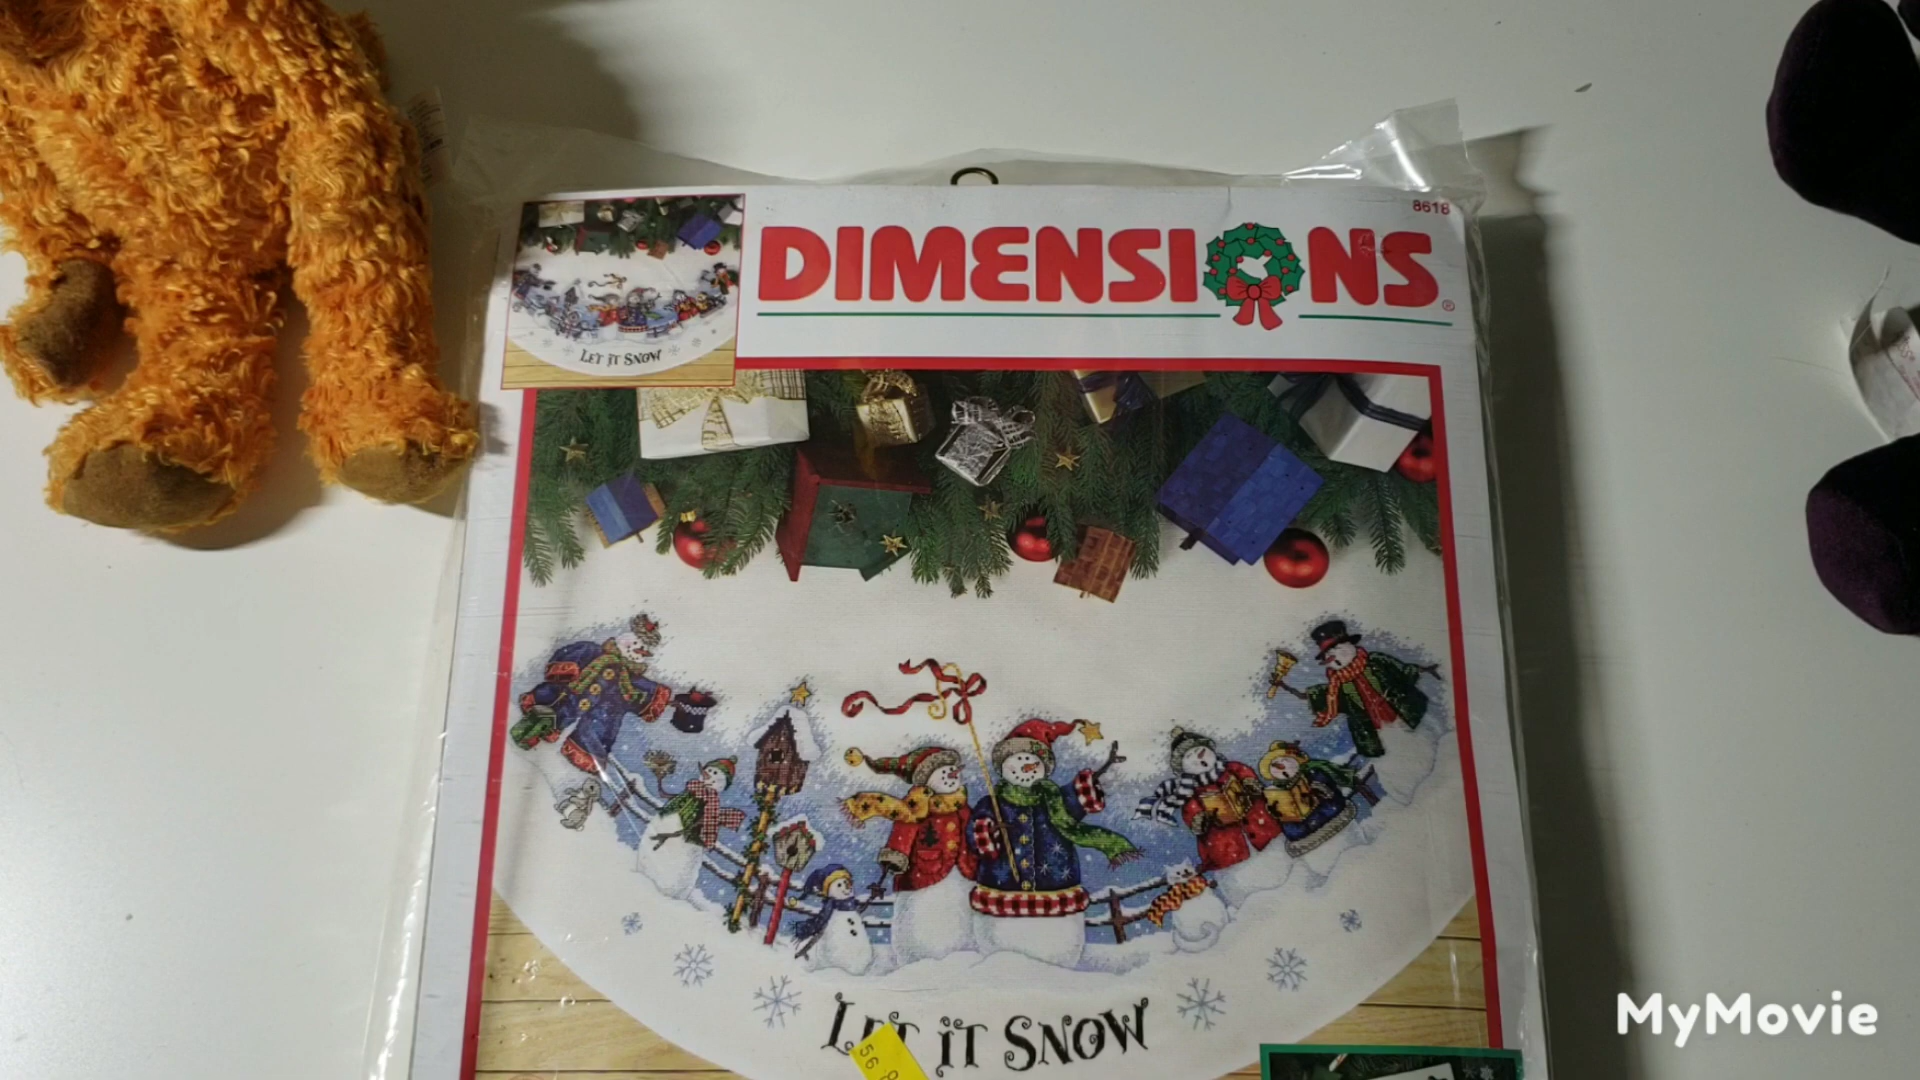 8618
DIMENSIONS®
LET IT SNOW
LET IT SNOW
MyMovie